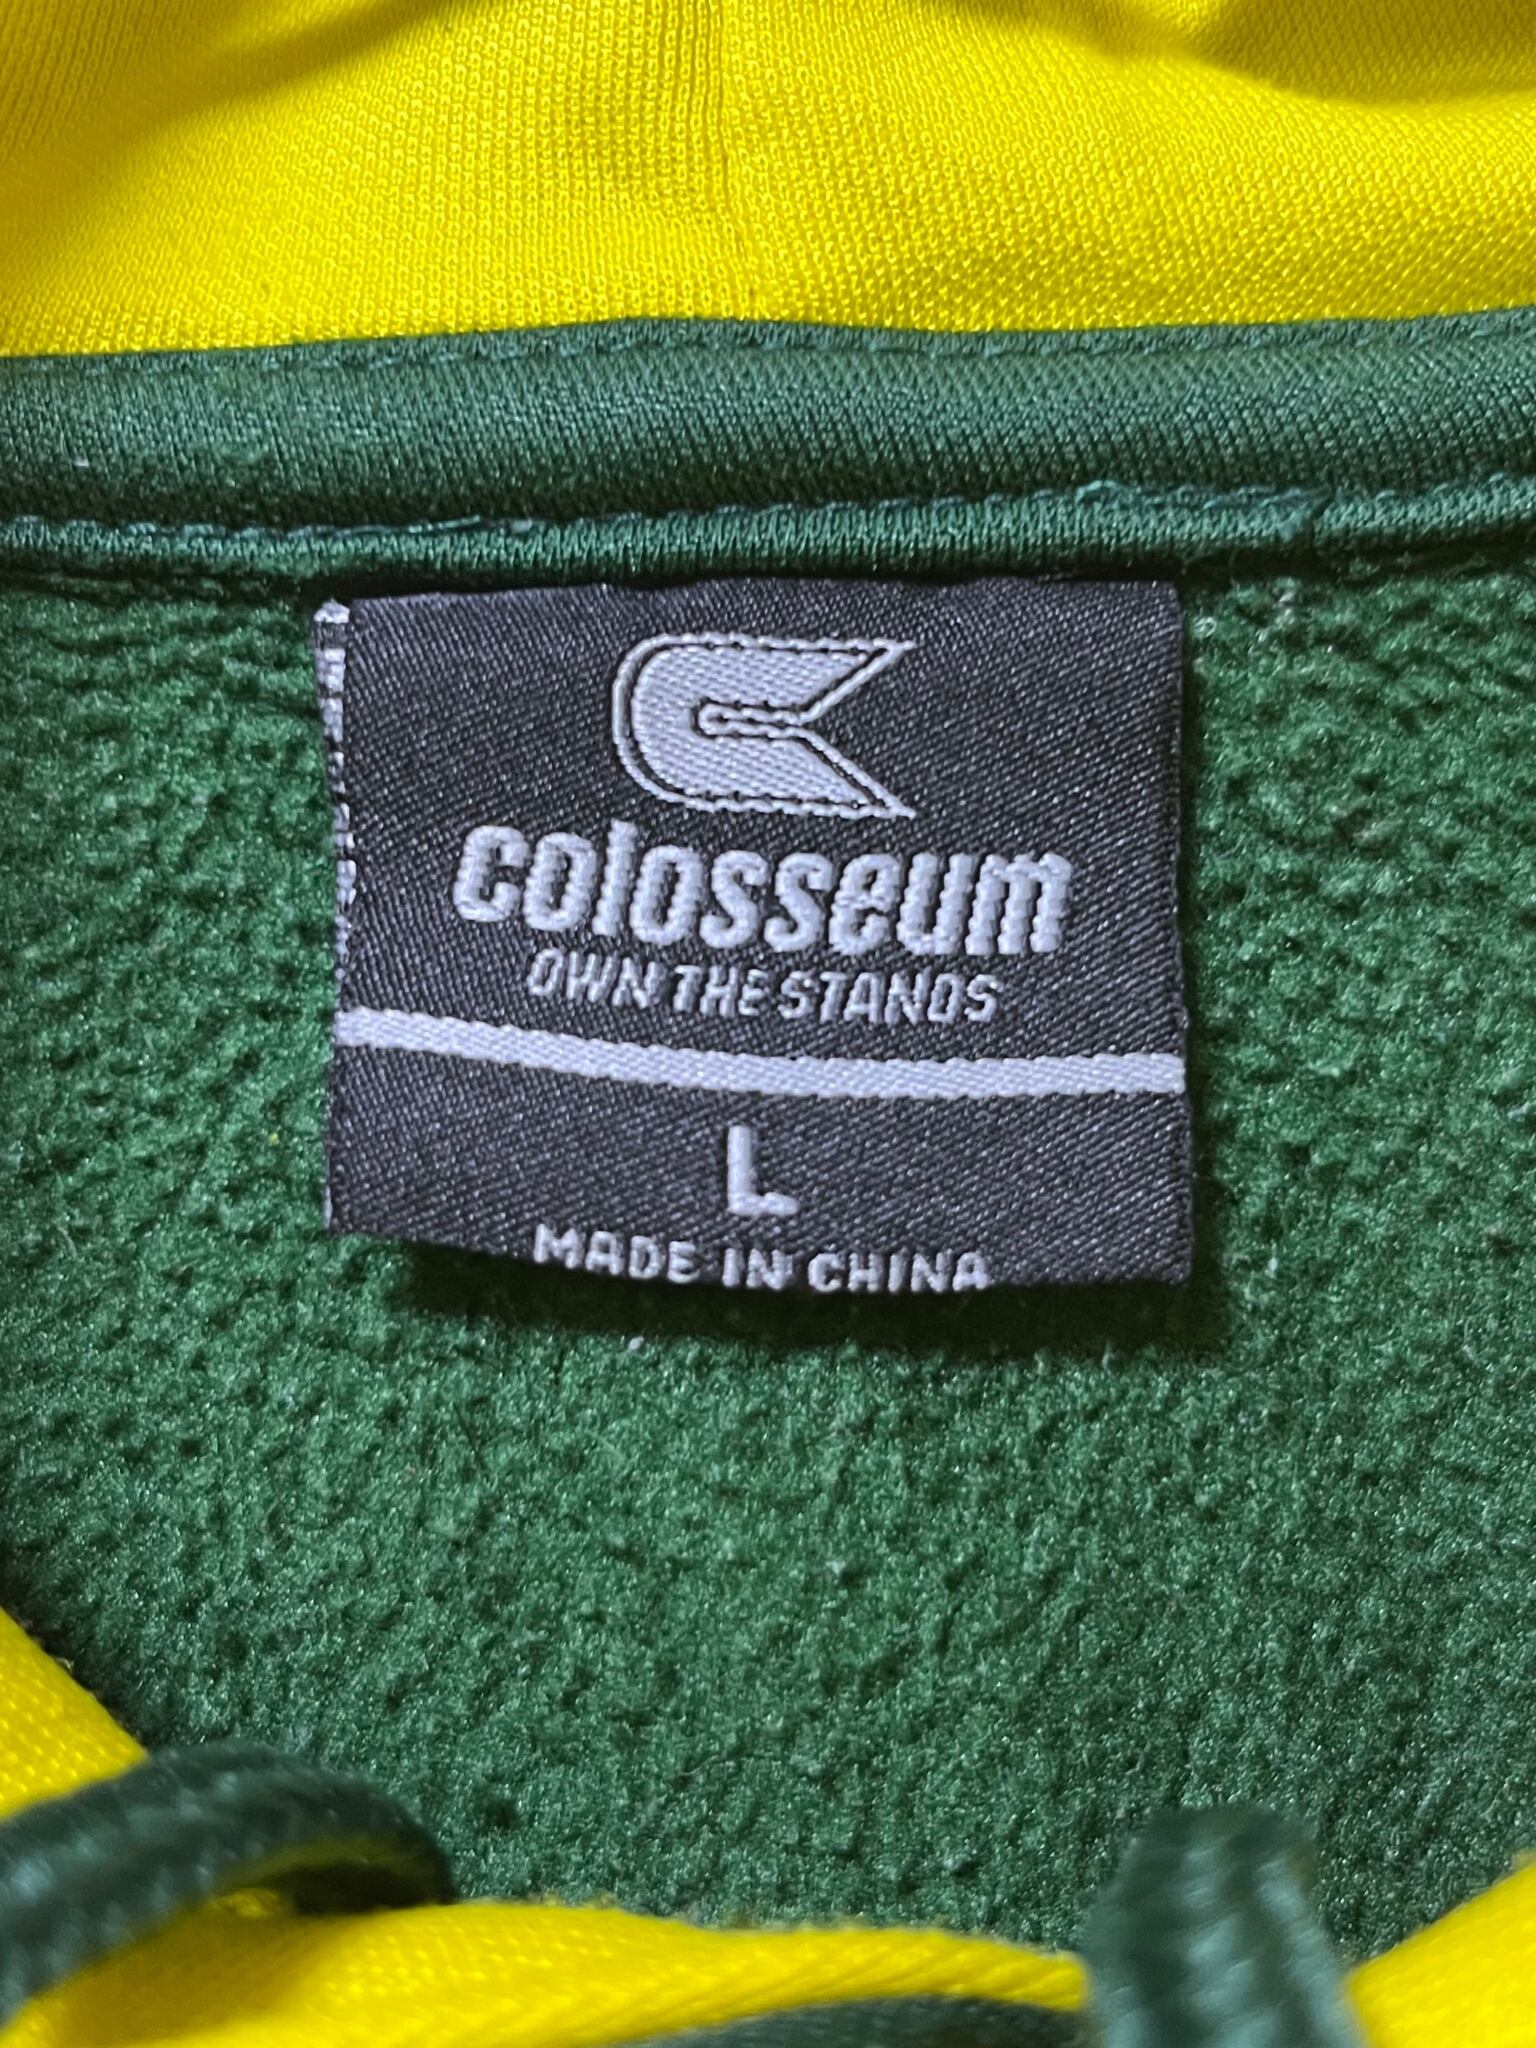 colosseum
OWN THE STANDS
L
MADE IN CHINA